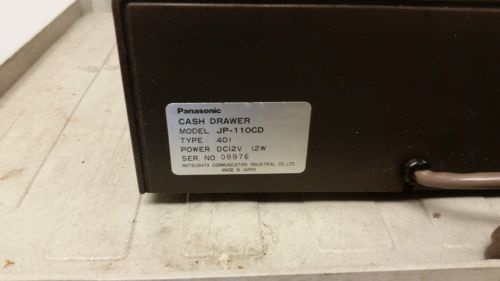 Panasonic
CASH DRAWER
MODEL JP-110CD
TYPE 401
POWER DC12V 12W
SER. NO. 08976
MATSUSHITA COMMUNICATION INDUSTRIAL CO., LTD.
MADE IN JAPAN